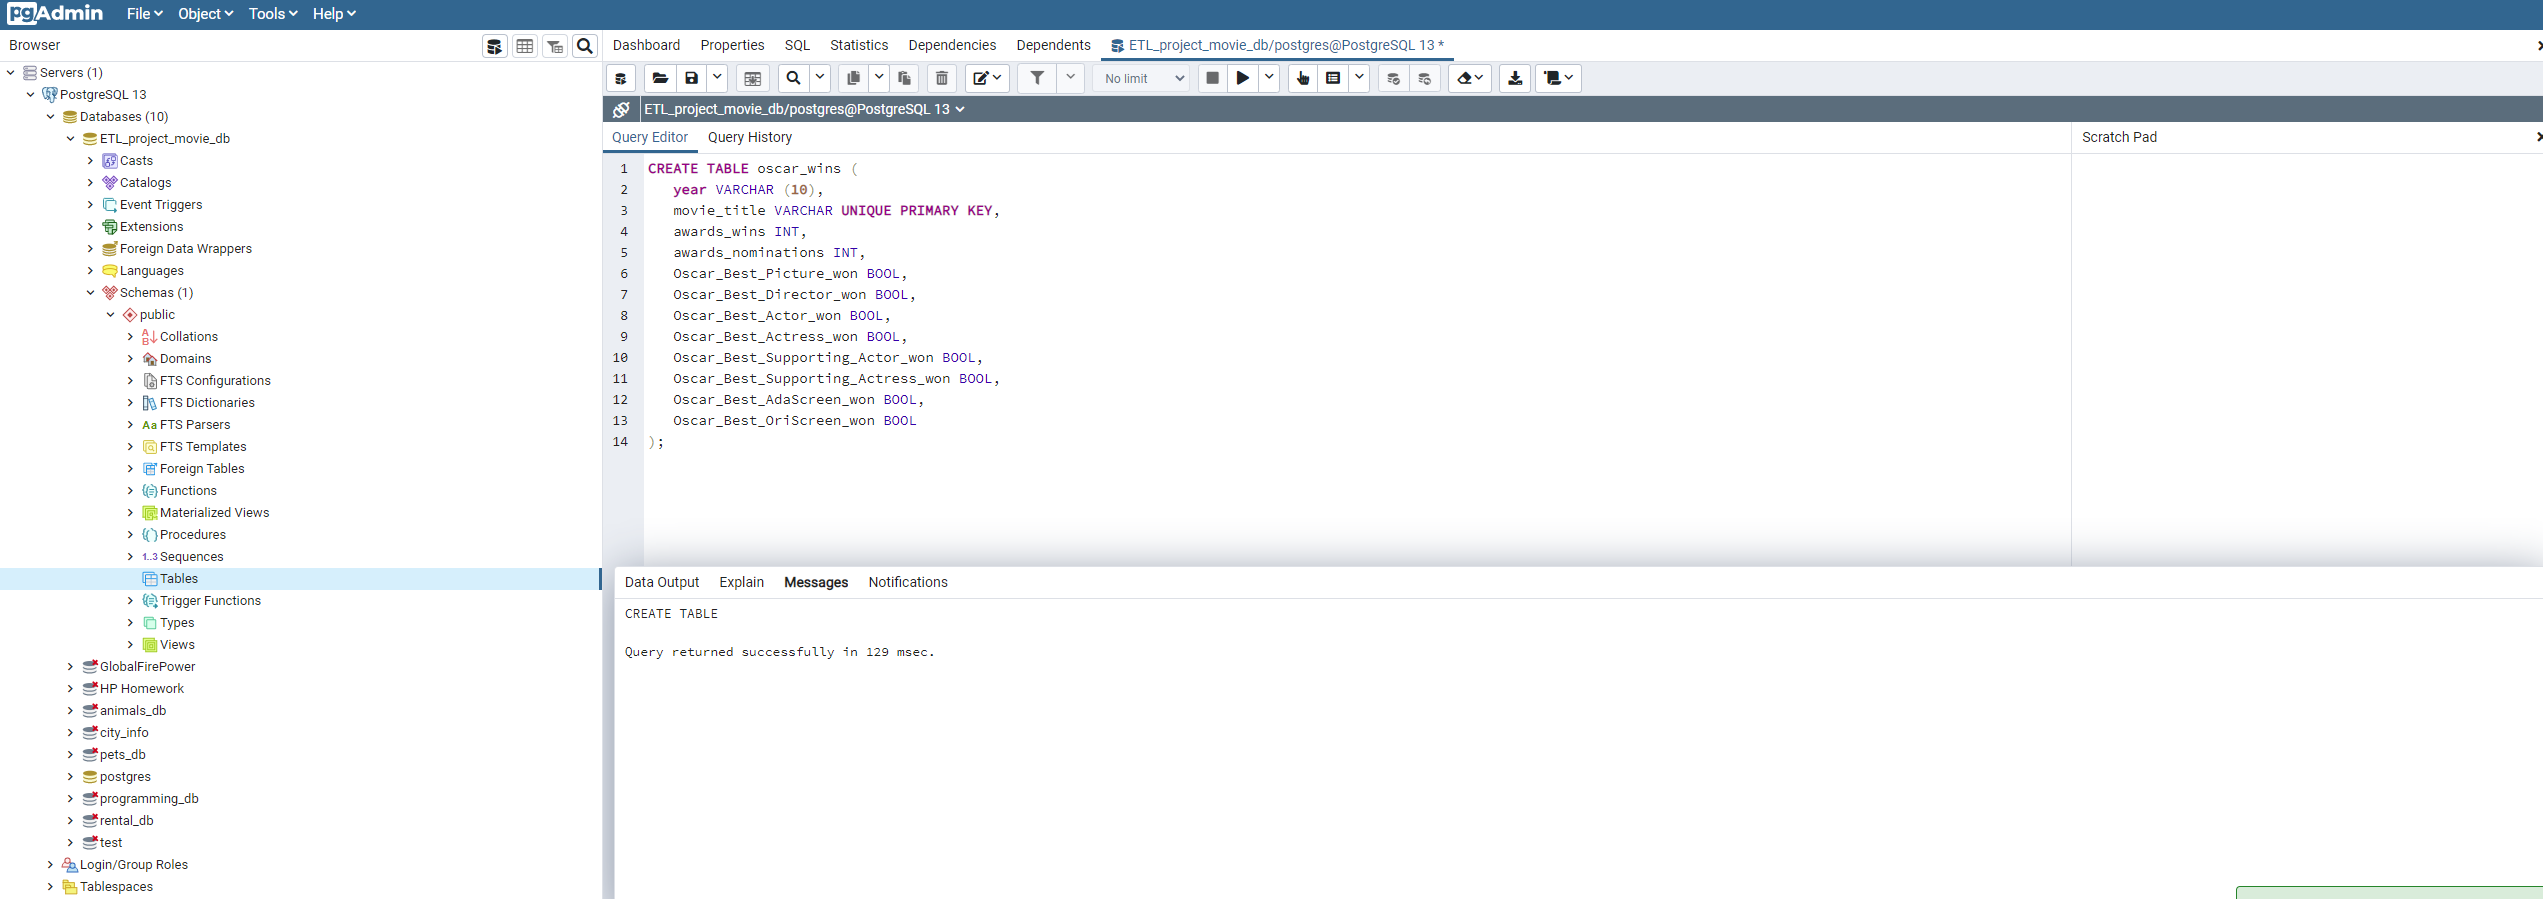 pgAdmin File Object Tools Help
Browser
Servers (1)
PostgreSQL 13
Databases (10)
ETL_project_movie_db
Casts
Catalogs
Event Triggers
Extensions
Foreign Data Wrappers
Languages
Schemas (1)
public
Collations
Domains
FTS Configurations
FTS Dictionaries
Aa FTS Parsers
FTS Templates
Foreign Tables
Functions
Materialized Views
Procedures
1..3 Sequences
Tables
Trigger Functions
Types
Views
GlobalFirePower
HP Homework
animals_db
city_info
pets_db
postgres
programming_db
rental_db
test
Login/Group Roles
Tablespaces
Dashboard Properties SQL Statistics Dependencies Dependents ETL_project_movie_db/postgres@PostgreSQL 13 *
No limit
ETL_project_movie_db/postgres@PostgreSQL 13
Query Editor Query History
1 CREATE TABLE oscar_wins (
2 year VARCHAR (10),
3 movie_title VARCHAR UNIQUE PRIMARY KEY,
4 awards_wins INT,
5 awards_nominations INT,
6 Oscar_Best_Picture_won BOOL,
7 Oscar_Best_Director_won BOOL,
8 Oscar_Best_Actor_won BOOL,
9 Oscar_Best_Actress_won BOOL,
10 Oscar_Best_Supporting_Actor_won BOOL,
11 Oscar_Best_Supporting_Actress_won BOOL,
12 Oscar_Best_AdaScreen_won BOOL,
13 Oscar_Best_OriScreen_won BOOL
14 );
Scratch Pad
Data Output Explain Messages Notifications
CREATE TABLE
Query returned successfully in 129 msec.